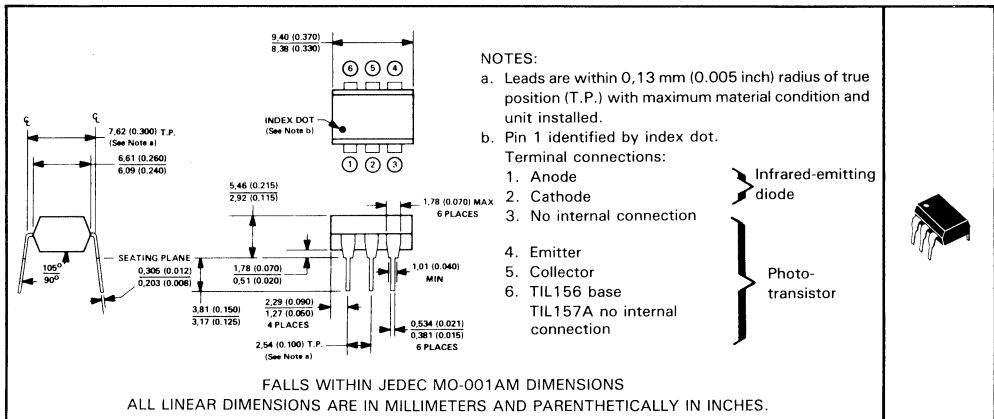 9,40 (0.370)
8,38 (0.330)
6 5 4
INDEX DOT
(See Note b)
1 2 3
℄ ℄
7,62 (0.300) T.P.
(See Note a)
6,61 (0.260)
6,09 (0.240)
5,46 (0.215)
2,92 (0.115)
1,78 (0.070) MAX
6 PLACES
SEATING PLANE
105°
90°
0,305 (0.012)
0,203 (0.008)
1,78 (0.070)
0,51 (0.020)
1,01 (0.040)
MIN
3,81 (0.150)
3,17 (0.125)
2,29 (0.090)
1,27 (0.050)
4 PLACES
0,534 (0.021)
0,381 (0.015)
6 PLACES
2,54 (0.100) T.P.
(See Note a)
NOTES:
a. Leads are within 0,13 mm (0.005 inch) radius of true
position (T.P.) with maximum material condition and
unit installed.
b. Pin 1 identified by index dot.
Terminal connections:
1. Anode
2. Cathode
Infrared-emitting
diode
3. No internal connection
4. Emitter
5. Collector
6. TIL156 base
TIL157A no internal
connection
Photo-
transistor
FALLS WITHIN JEDEC MO-001AM DIMENSIONS
ALL LINEAR DIMENSIONS ARE IN MILLIMETERS AND PARENTHETICALLY IN INCHES.